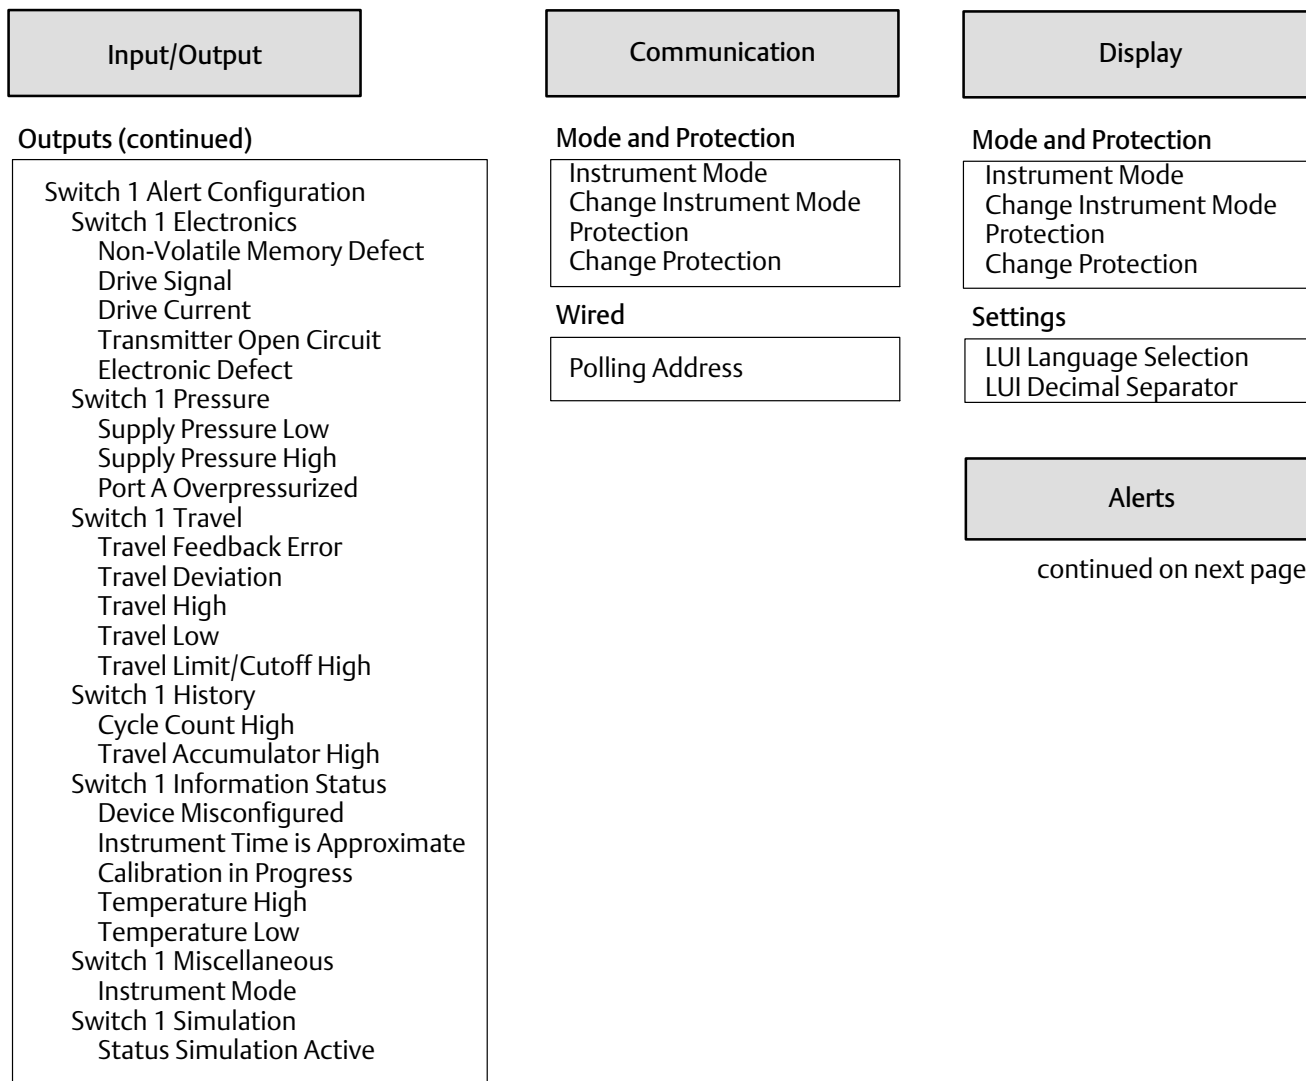 Input/Output
Outputs (continued)
Switch 1 Alert Configuration
Switch 1 Electronics
Non-Volatile Memory Defect
Drive Signal
Drive Current
Transmitter Open Circuit
Electronic Defect
Switch 1 Pressure
Supply Pressure Low
Supply Pressure High
Port A Overpressurized
Switch 1 Travel
Travel Feedback Error
Travel Deviation
Travel High
Travel Low
Travel Limit/Cutoff High
Switch 1 History
Cycle Count High
Travel Accumulator High
Switch 1 Information Status
Device Misconfigured
Instrument Time is Approximate
Calibration in Progress
Temperature High
Temperature Low
Switch 1 Miscellaneous
Instrument Mode
Switch 1 Simulation
Status Simulation Active
Communication
Mode and Protection
Instrument Mode
Change Instrument Mode
Protection
Change Protection
Wired
Polling Address
Display
Mode and Protection
Instrument Mode
Change Instrument Mode
Protection
Change Protection
Settings
LUI Language Selection
LUI Decimal Separator
Alerts
continued on next page